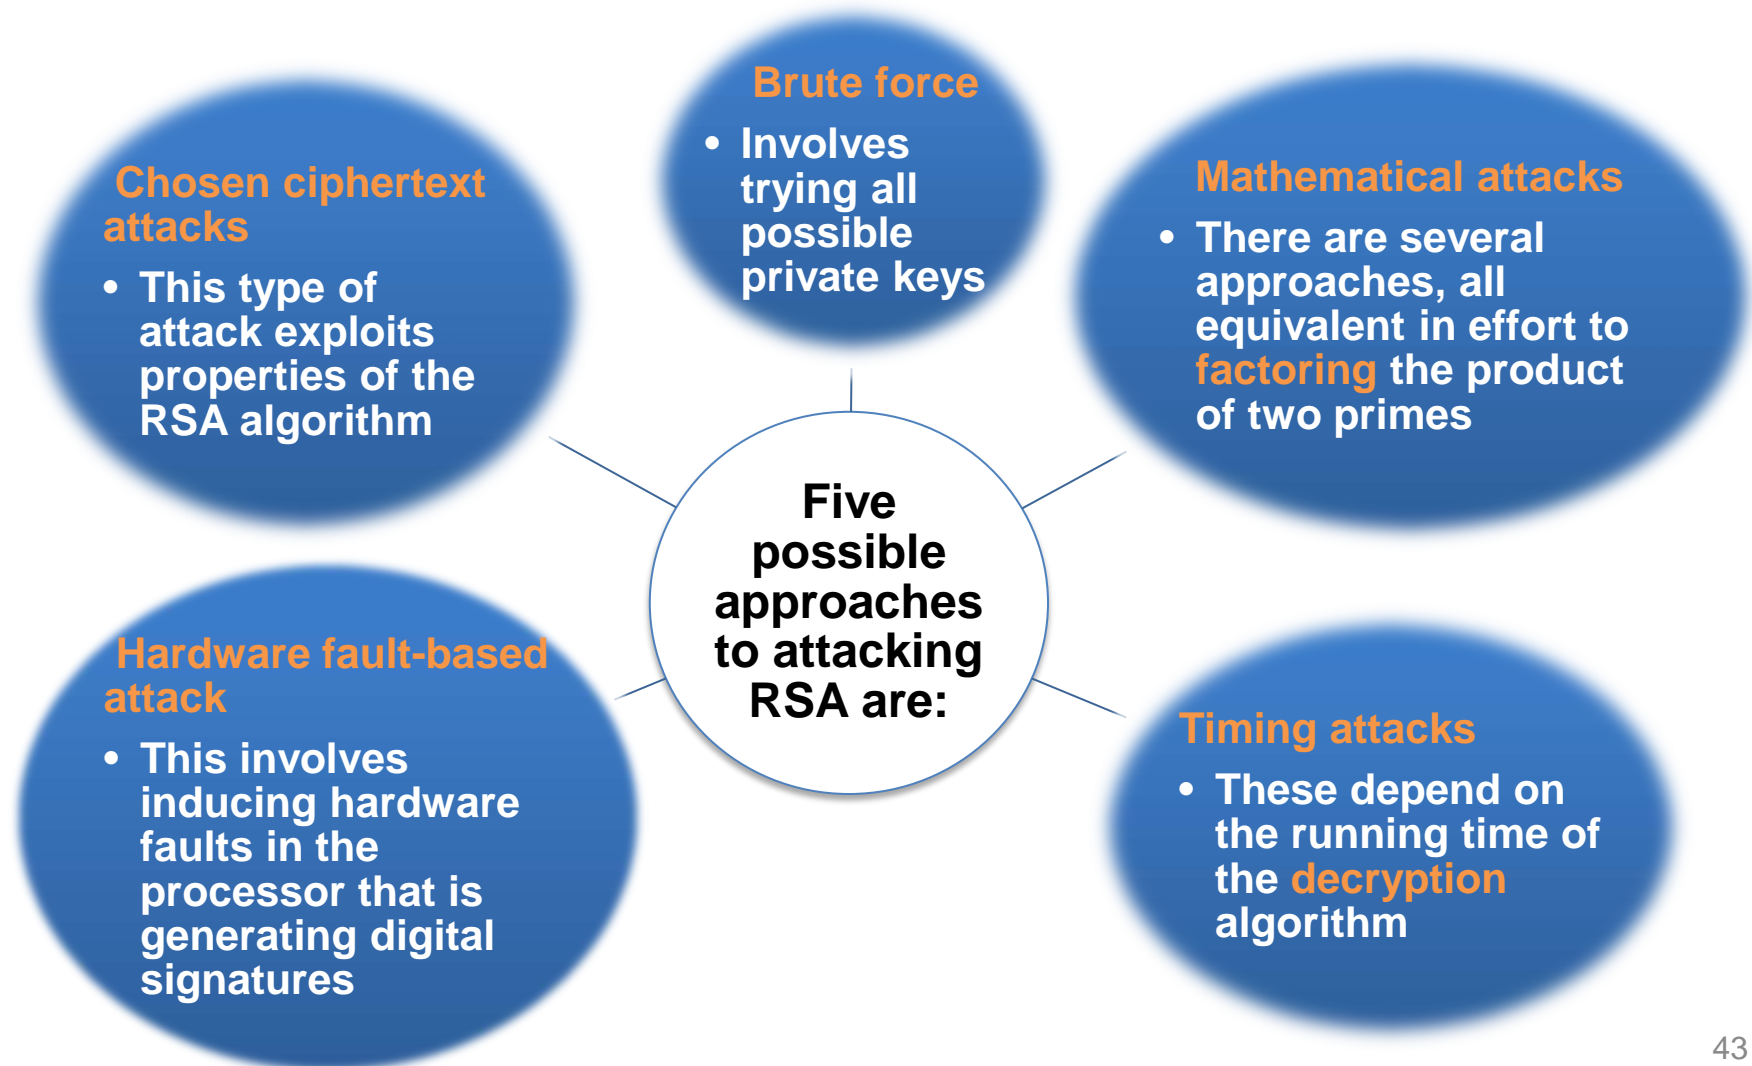 Brute force
• Involves
trying all
possible
private keys
Mathematical attacks
• There are several
approaches, all
equivalent in effort to
factoring the product
of two primes
Timing attacks
• These depend on
the running time of
the decryption
algorithm
Hardware fault-based
attack
• This involves
inducing hardware
faults in the
processor that is
generating digital
signatures
Chosen ciphertext
attacks
• This type of
attack exploits
properties of the
RSA algorithm
Five
possible
approaches
to attacking
RSA are:
43